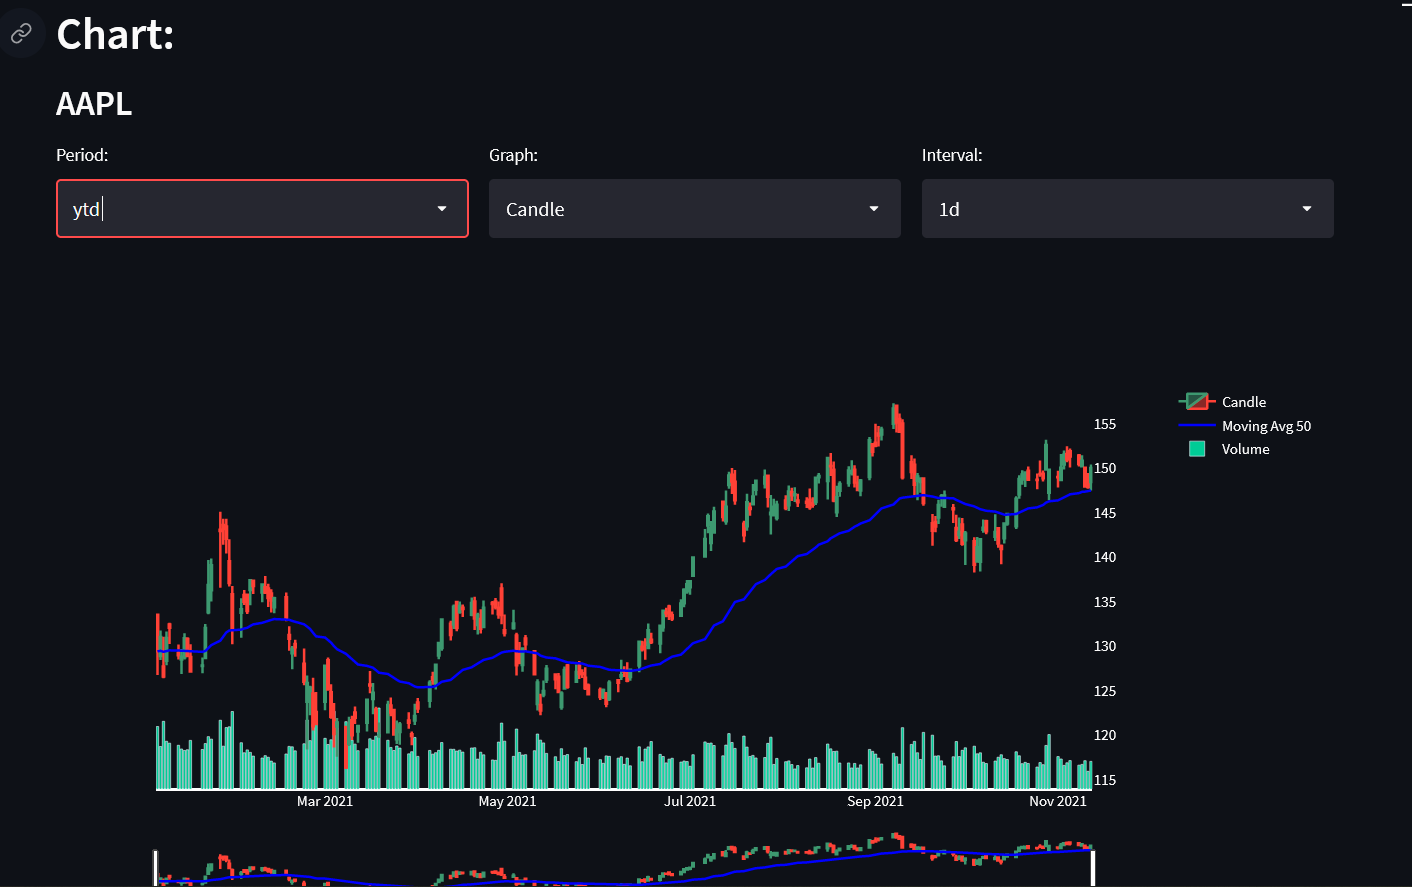 Chart:
AAPL
Period: Graph: Interval:
ytd Candle 1d
Candle
Moving Avg 50
Volume
155
150
145
140
135
130
125
120
115
Mar 2021 May 2021 Jul 2021 Sep 2021 Nov 2021